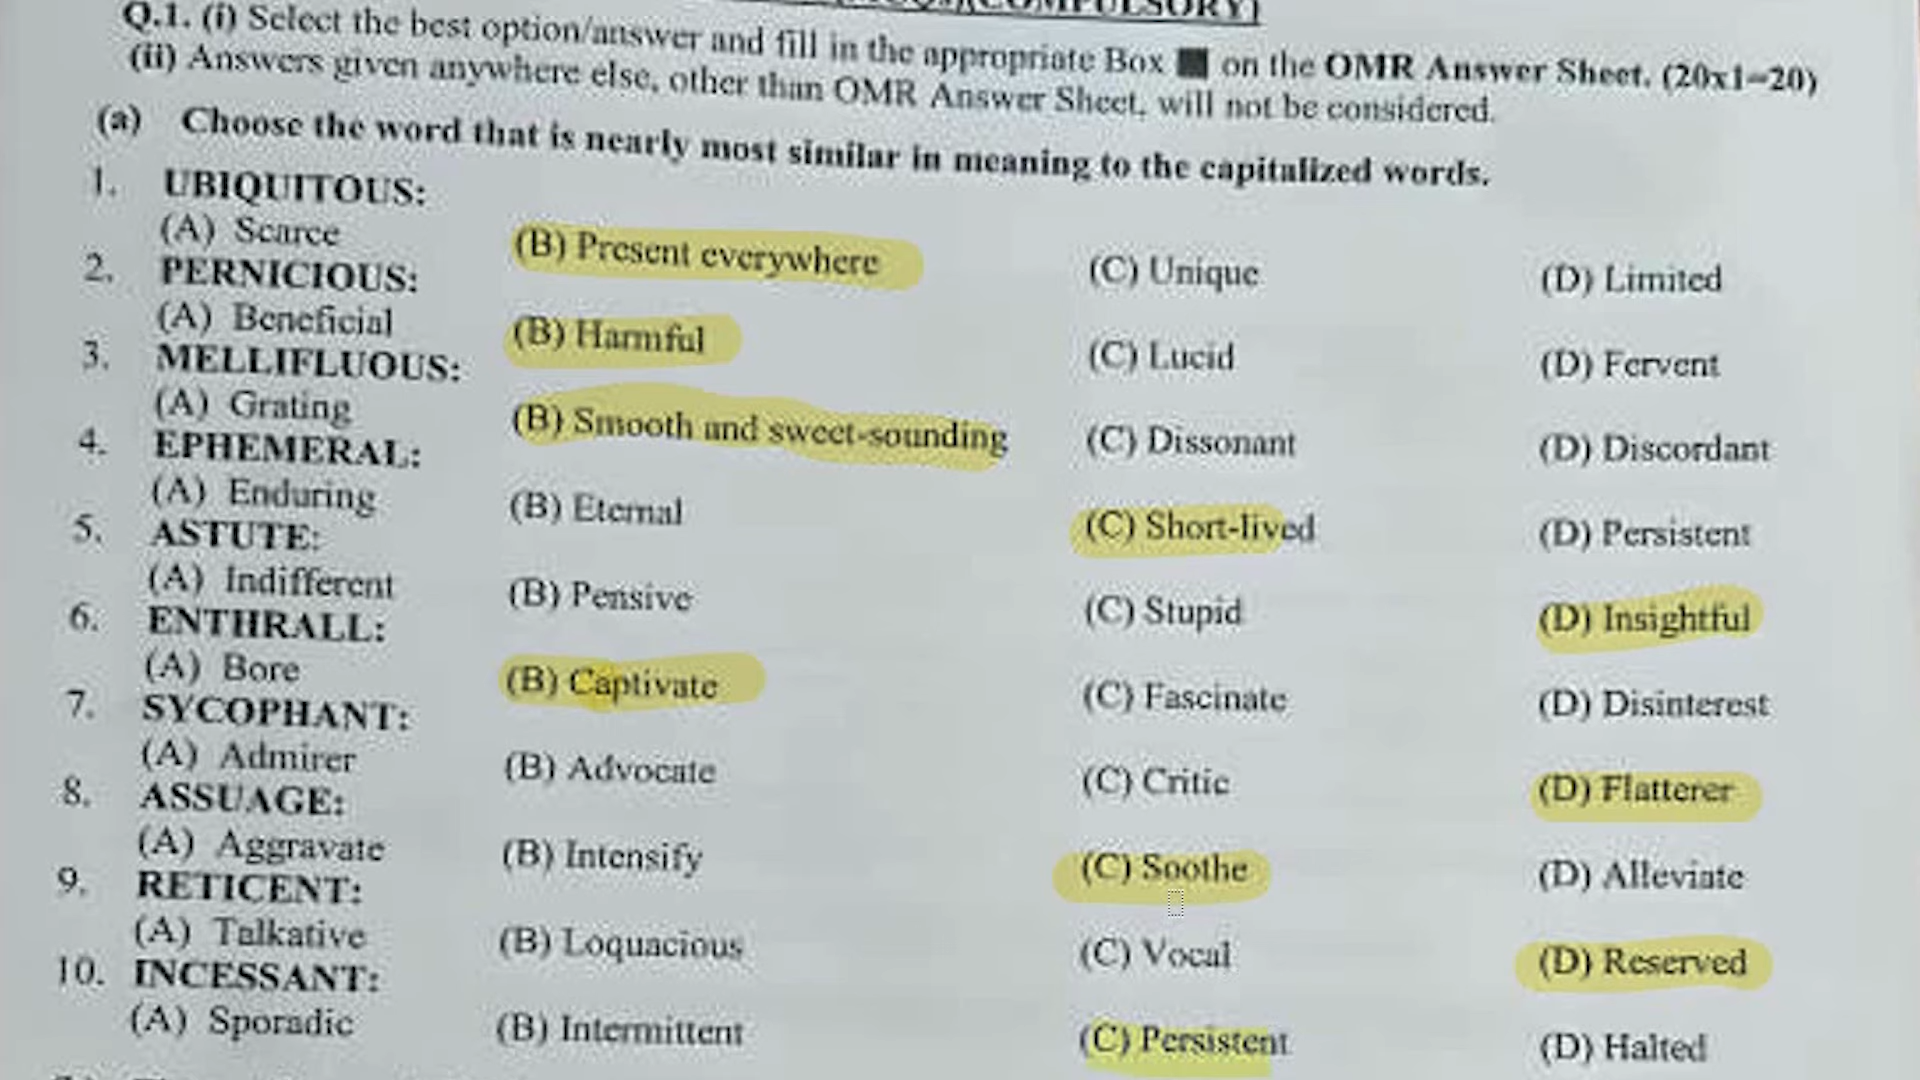 COMPULSORY)
Q.1. (i) Select the best option/answer and fill in the appropriate Box ■ on the OMR Answer Sheet. (20x1=20)
(ii) Answers given anywhere else, other than OMR Answer Sheet, will not be considered.
(a) Choose the word that is nearly most similar in meaning to the capitalized words.
1. UBIQUITOUS:
(A) Scarce (B) Present everywhere (C) Unique (D) Limited
2. PERNICIOUS:
(A) Beneficial (B) Harmful (C) Lucid (D) Fervent
3. MELLIFLUOUS:
(A) Grating (B) Smooth and sweet-sounding (C) Dissonant (D) Discordant
4. EPHEMERAL:
(A) Enduring (B) Eternal (C) Short-lived (D) Persistent
5. ASTUTE:
(A) Indifferent (B) Pensive (C) Stupid (D) Insightful
6. ENTHRALL:
(A) Bore (B) Captivate (C) Fascinate (D) Disinterest
7. SYCOPHANT:
(A) Admirer (B) Advocate (C) Critic (D) Flatterer
8. ASSUAGE:
(A) Aggravate (B) Intensify (C) Soothe (D) Alleviate
9. RETICENT:
(A) Talkative (B) Loquacious (C) Vocal (D) Reserved
10. INCESSANT:
(A) Sporadic (B) Intermittent (C) Persistent (D) Halted